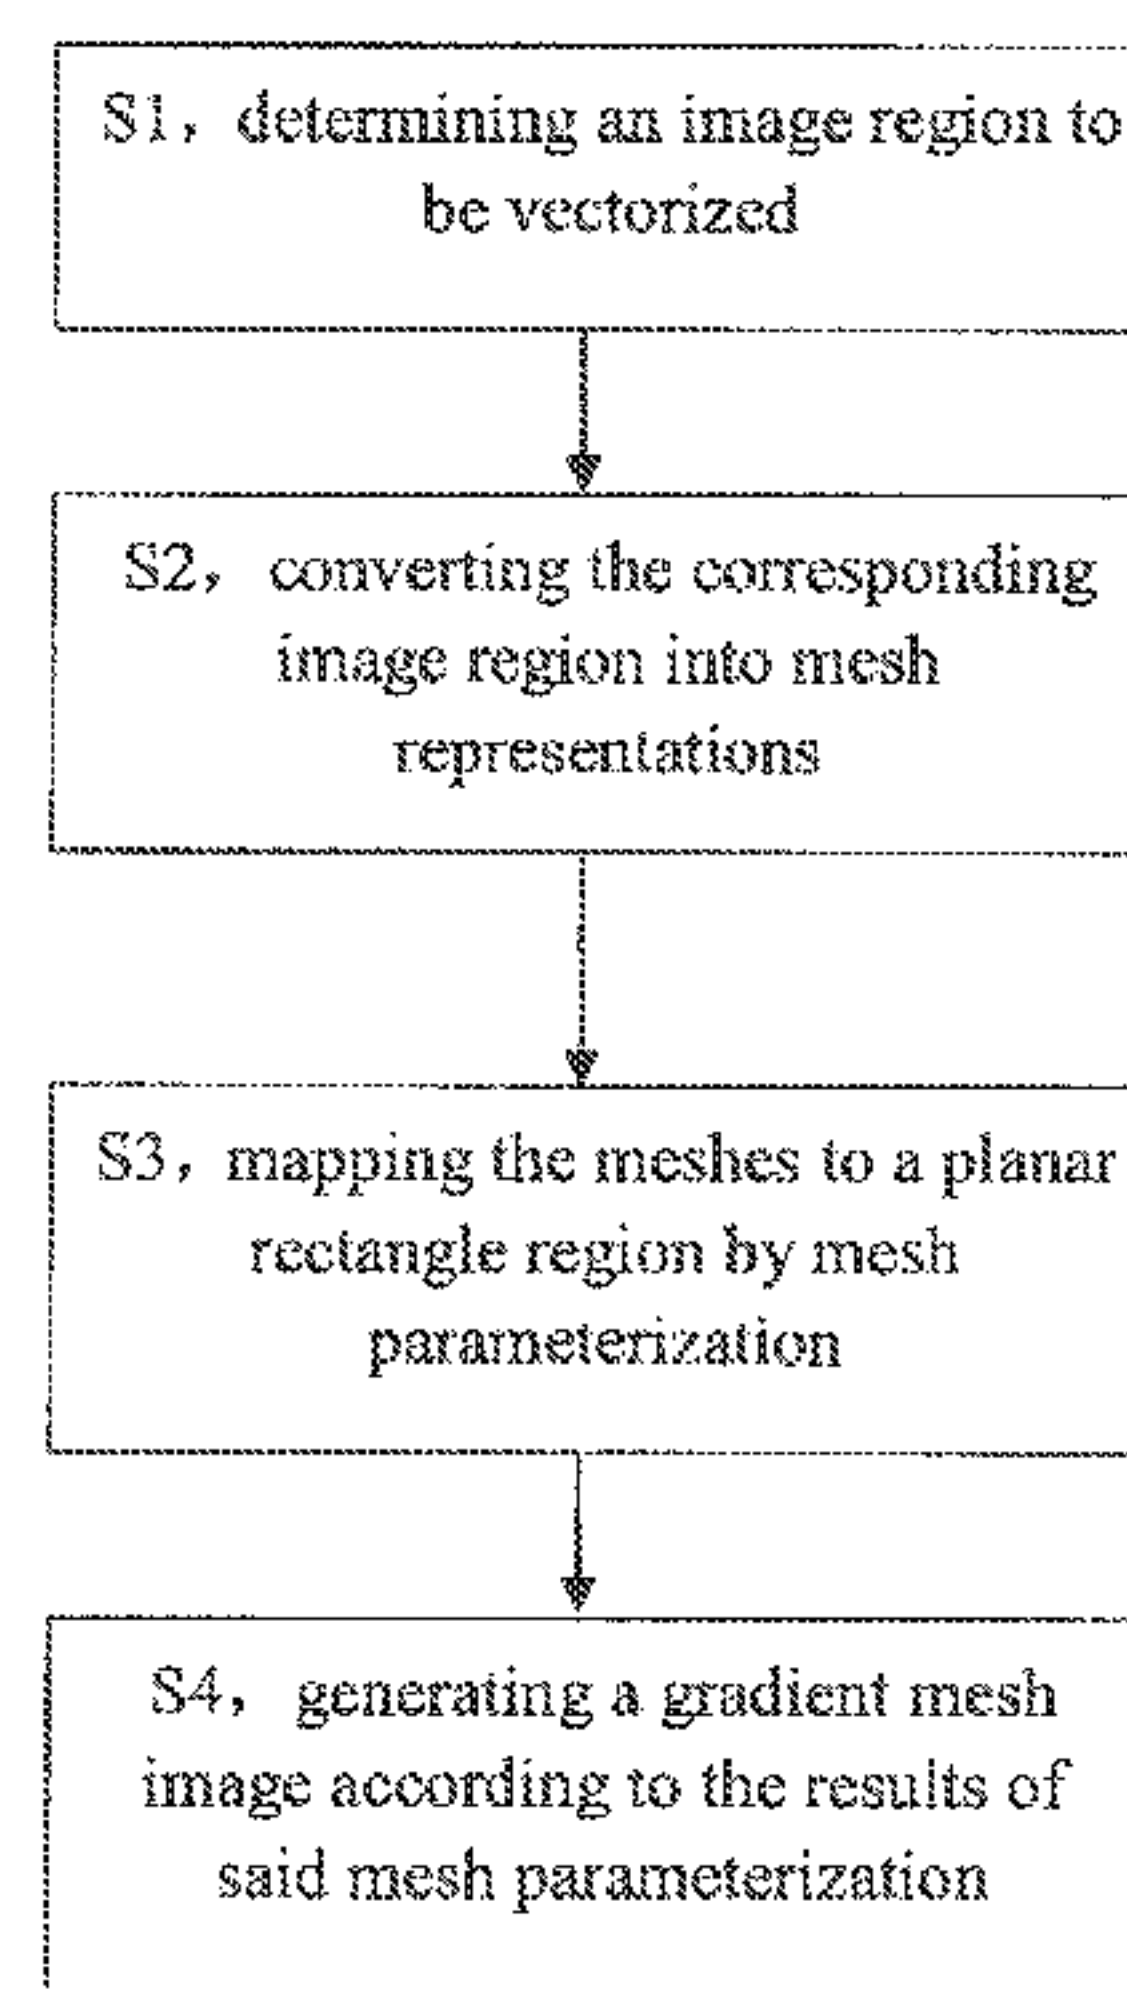 S1, determining an image region to
be vectorized
S2, converting the corresponding
image region into mesh
representations
S3, mapping the meshes to a planar
rectangle region by mesh
parameterization
S4, generating a gradient mesh
image according to the results of
said mesh parameterization